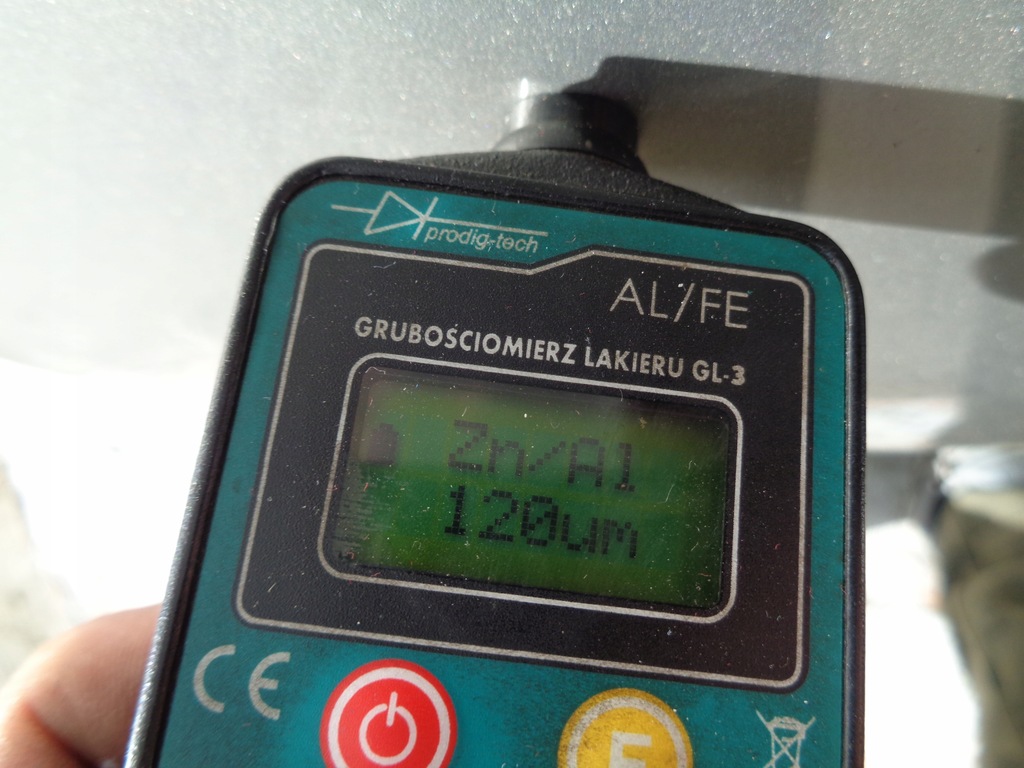 prodig-tech
AL/FE
GRUBOŚCIOMIERZ LAKIERU GL-3
Zn/Al
120um
CE
F